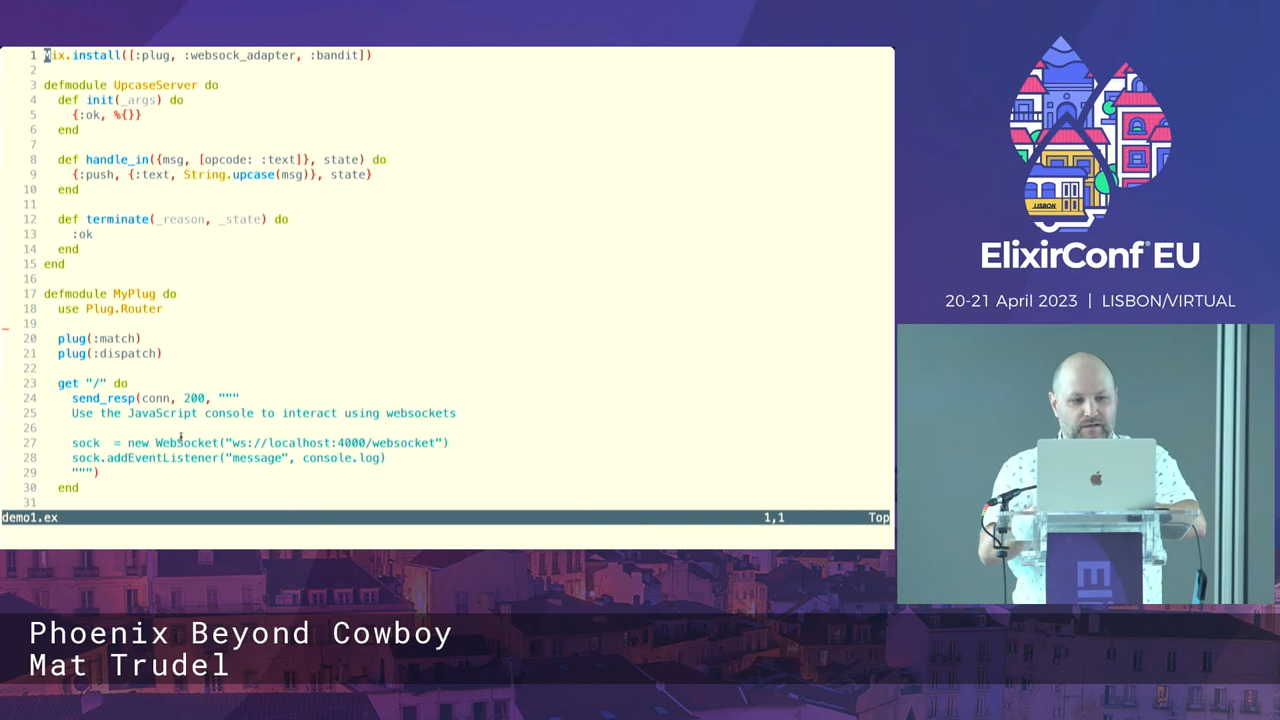 1 Mix.install([:plug, :websock_adapter, :bandit])
2
3 defmodule UpcaseServer do
4 def init(_args) do
5 {:ok, %{}}
6 end
7
8 def handle_in({msg, [opcode: :text]}, state) do
9 {:push, {:text, String.upcase(msg)}, state}
10 end
11
12 def terminate(_reason, _state) do
13 :ok
14 end
15 end
16
17 defmodule MyPlug do
18 use Plug.Router
19
20 plug(:match)
21 plug(:dispatch)
22
23 get "/" do
24 send_resp(conn, 200, """
25 Use the JavaScript console to interact using websockets
26
27 sock  = new WebSocket("ws://localhost:4000/websocket")
28 sock.addEventListener("message", console.log)
29 """)
30 end
31
demo1.ex 1,1 Top
LISBON
ElixirConf® EU
20-21 April 2023 | LISBON/VIRTUAL
Phoenix Beyond Cowboy
Mat Trudel